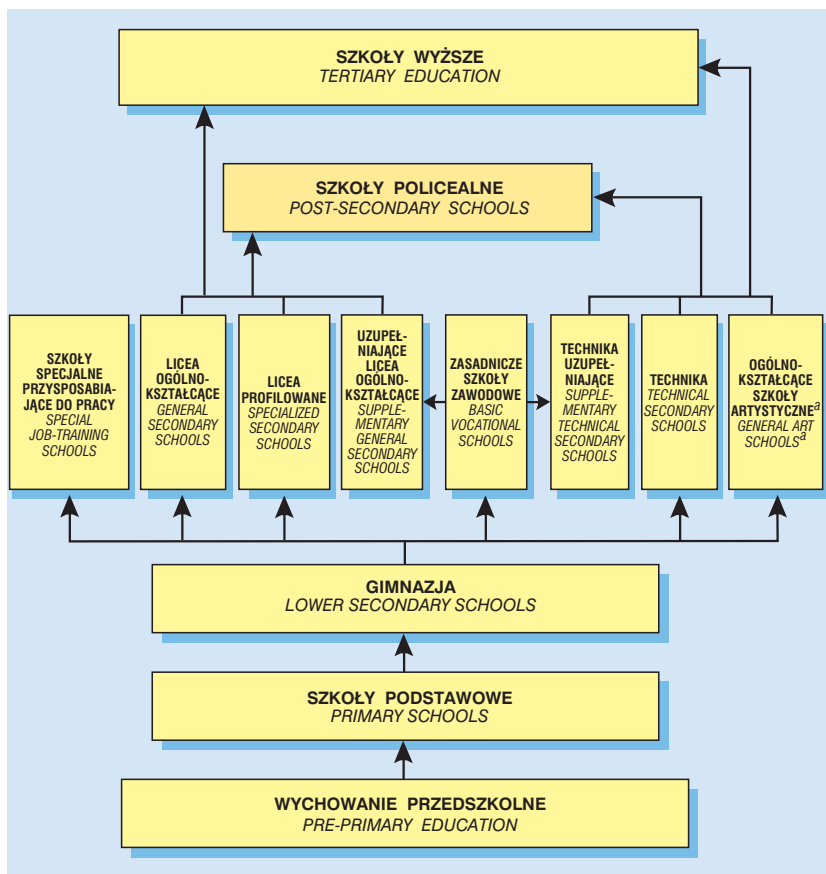 SZKOŁY WYŻSZE
TERTIARY EDUCATION
SZKOŁY POLICEALNE
POST-SECONDARY SCHOOLS
SZKOŁY
SPECJALNE
PRZYSPOSABIA-
JĄCE DO PRACY
SPECIAL
JOB-TRAINING
SCHOOLS
LICEA
OGÓLNO-
KSZTAŁCĄCE
GENERAL
SECONDARY
SCHOOLS
LICEA
PROFILOWANE
SPECIALIZED
SECONDARY
SCHOOLS
UZUPEŁ-
NIAJĄCE
LICEA
OGÓLNO-
KSZTAŁCĄCE
SUPPLE-
MENTARY
GENERAL
SECONDARY
SCHOOLS
ZASADNICZE
SZKOŁY
ZAWODOWE
BASIC
VOCATIONAL
SCHOOLS
TECHNIKA
UZUPEŁ-
NIAJĄCE
SUPPLE-
MENTARY
TECHNICAL
SECONDARY
SCHOOLS
TECHNIKA
TECHNICAL
SECONDARY
SCHOOLS
OGÓLNO-
KSZTAŁCĄCE
SZKOŁY
ARTYSTYCZNEa
GENERAL ART
SCHOOLSa
GIMNAZJA
LOWER SECONDARY SCHOOLS
SZKOŁY PODSTAWOWE
PRIMARY SCHOOLS
WYCHOWANIE PRZEDSZKOLNE
PRE-PRIMARY EDUCATION